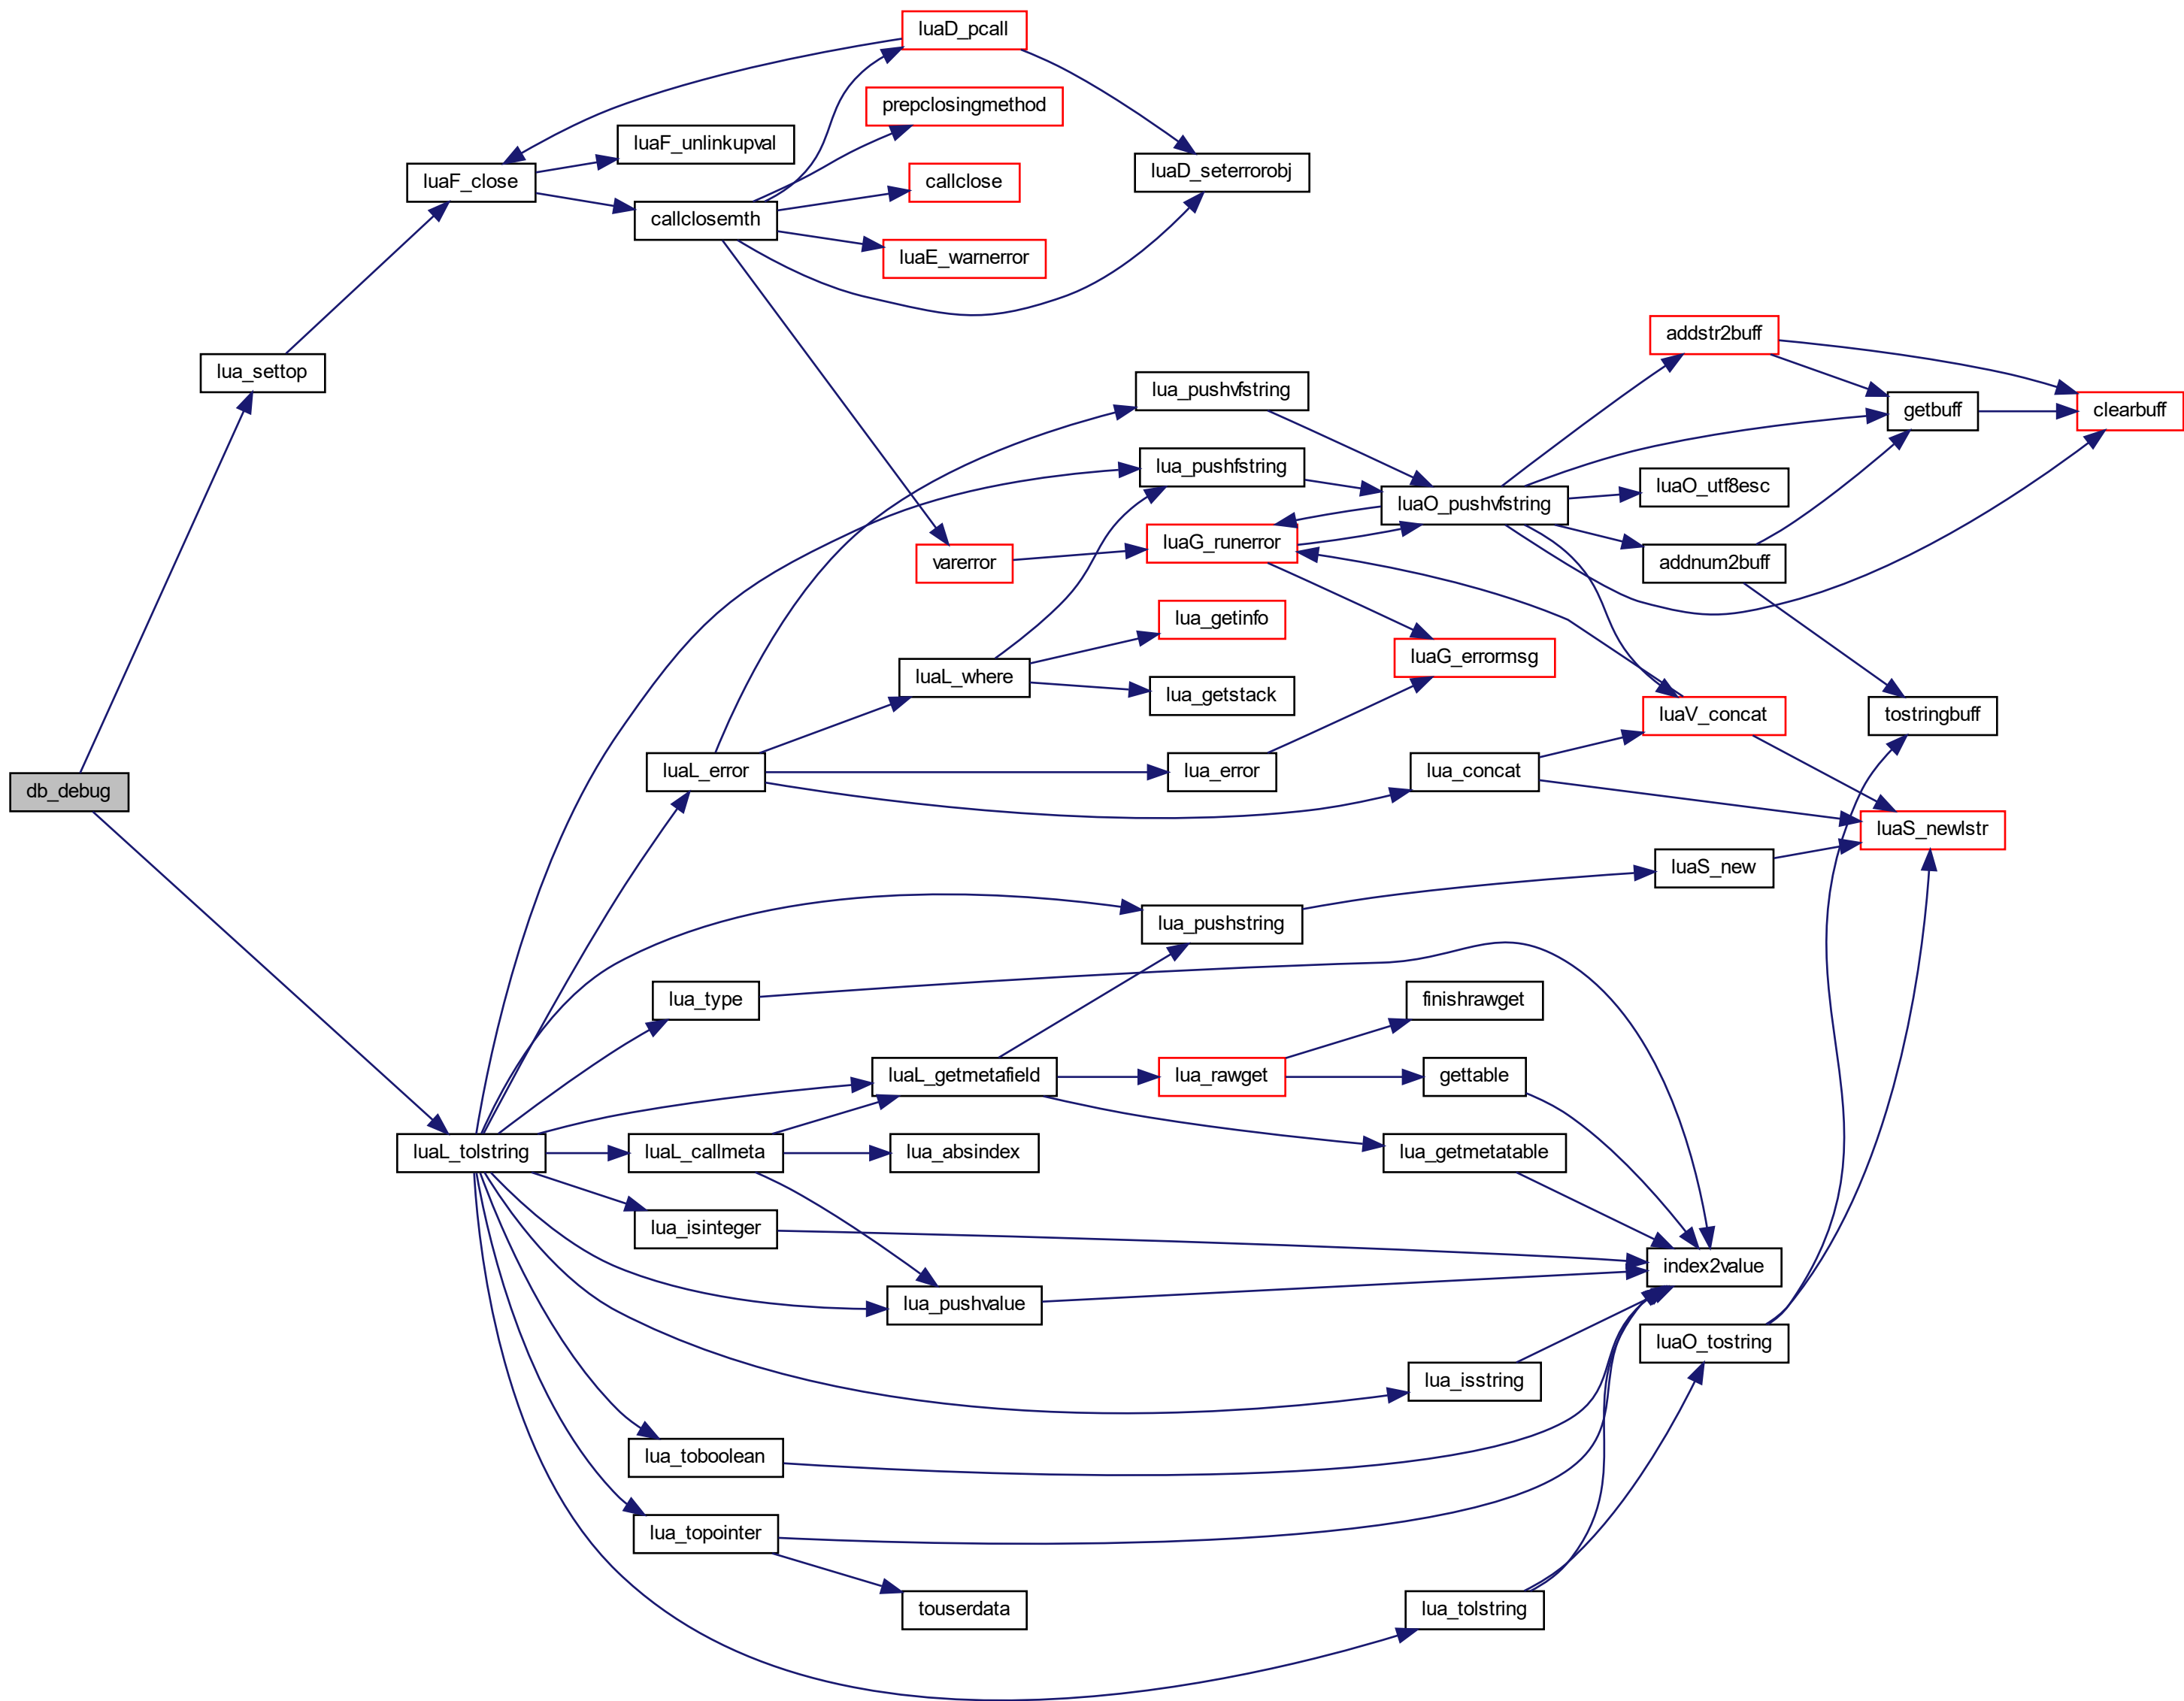 luaD_pcall
prepclosingmethod
luaF_unlinkupval
luaD_seterrorobj
luaF_close
callclose
callclosemth
luaE_warnerror
addstr2buff
lua_settop
lua_pushvfstring
getbuff
clearbuff
lua_pushfstring
luaO_utf8esc
luaO_pushvfstring
luaG_runerror
varerror
addnum2buff
lua_getinfo
luaG_errormsg
luaL_where
lua_getstack
luaV_concat
tostringbuff
luaL_error
lua_error
lua_concat
db_debug
luaS_newlstr
luaS_new
lua_pushstring
lua_type
finishrawget
luaL_getmetafield
lua_rawget
gettable
luaL_tolstring
luaL_callmeta
lua_absindex
lua_getmetatable
lua_isinteger
index2value
lua_pushvalue
luaO_tostring
lua_isstring
lua_toboolean
lua_topointer
touserdata
lua_tolstring